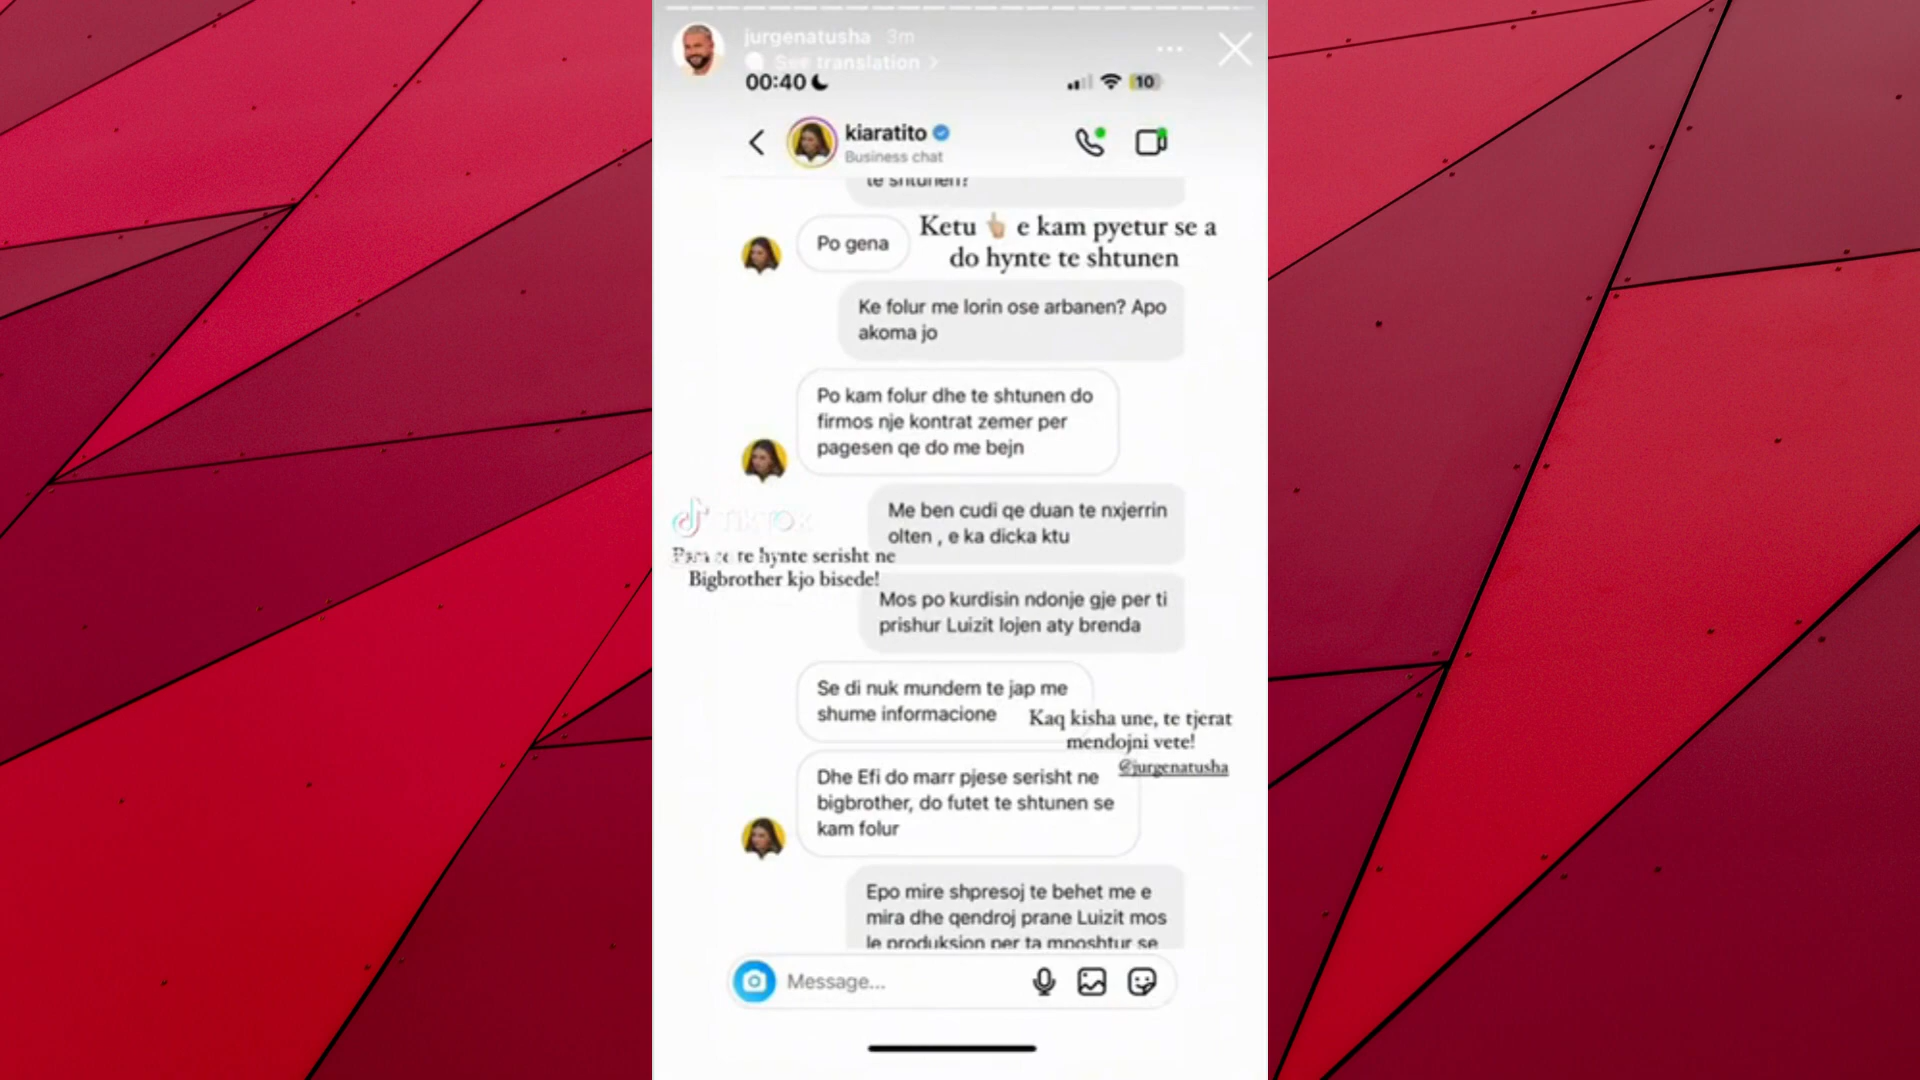 jurgenatusha 3m
See translation >
00:40
10
kiaratito
Business chat
te shtunen?
Po gena
Ketu 👆🏼 e kam pyetur se a
do hynte te shtunen
Ke folur me lorin ose arbanen? Apo
akoma jo
Po kam folur dhe te shtunen do
firmos nje kontrat zemer per
pagesen qe do me bejn
Me ben cudi qe duan te nxjerrin
olten , e ka dicka ktu
TikTok
Para se te hynte serisht ne
Bigbrother kjo bisede!
Mos po kurdisin ndonje gje per ti
prishur Luizit lojen aty brenda
Se di nuk mundem te jap me
shume informacione
Kaq kisha une, te tjerat
mendojni vete!
@jurgenatusha
Dhe Efi do marr pjese serisht ne
bigbrother, do futet te shtunen se
kam folur
Epo mire shpresoj te behet me e
mira dhe qendroj prane Luizit mos
le produksion per ta mposhtur se
Message...